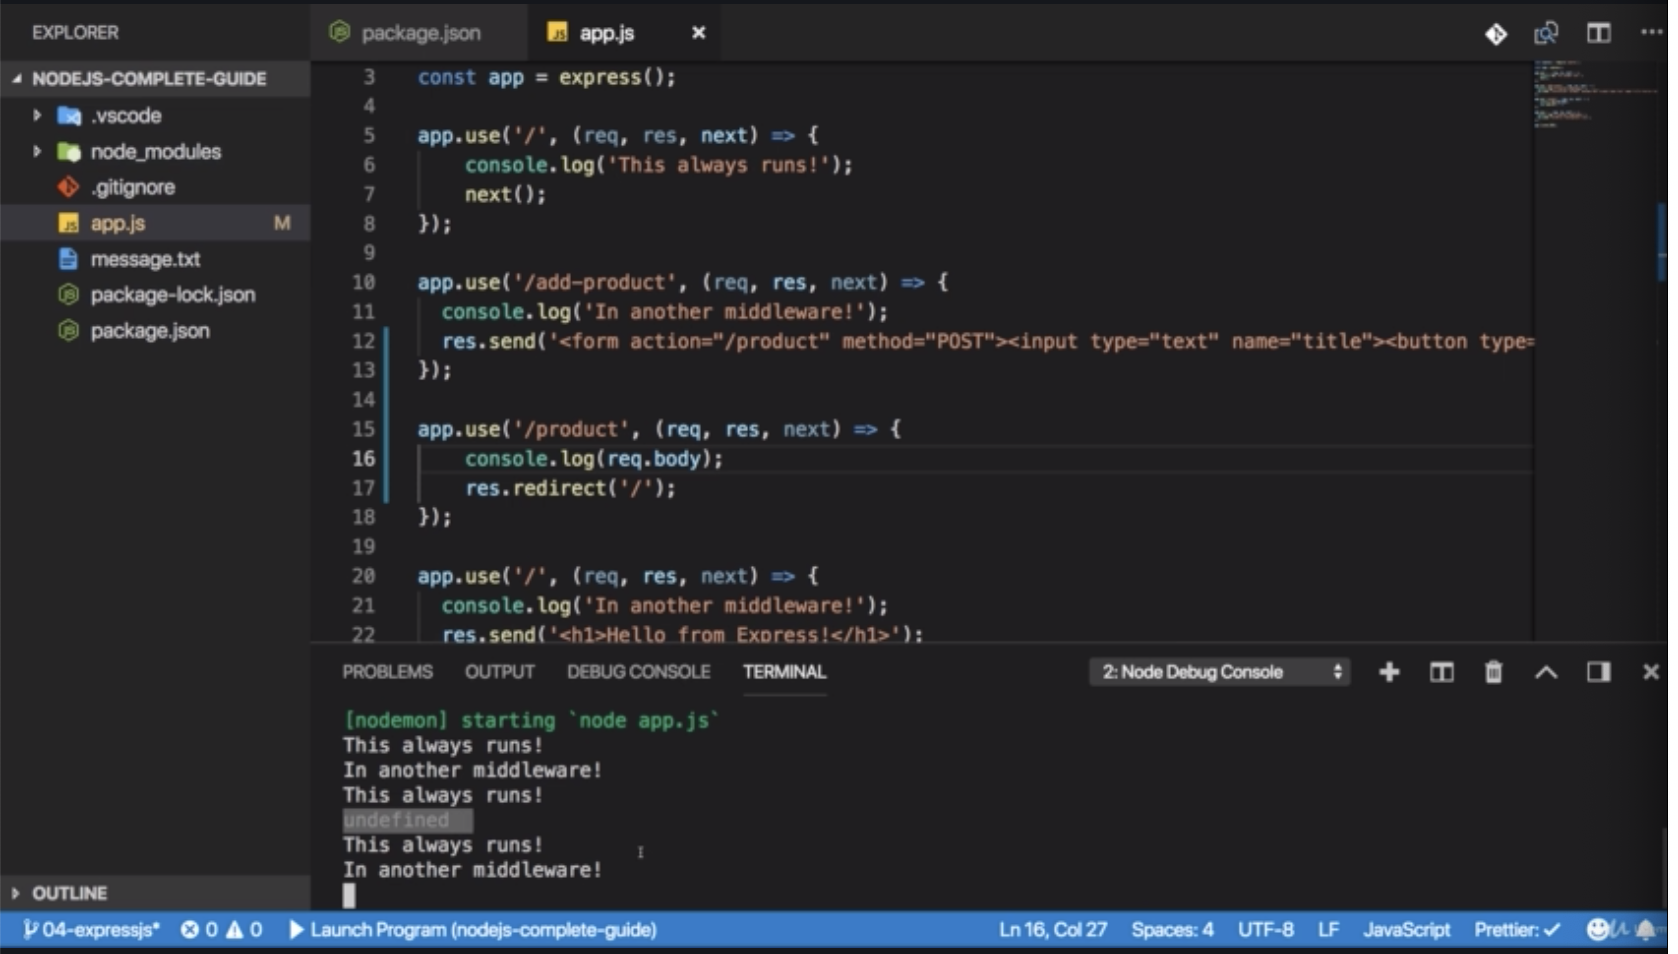 EXPLORER
package.json
app.js
NODEJS-COMPLETE-GUIDE
.vscode
node_modules
.gitignore
app.js M
message.txt
package-lock.json
package.json
3 const app = express();
4
5 app.use('/', (req, res, next) => {
6 console.log('This always runs!');
7 next();
8 });
9
10 app.use('/add-product', (req, res, next) => {
11 console.log('In another middleware!');
12 res.send('<form action="/product" method="POST"><input type="text" name="title"><button type=
13 });
14
15 app.use('/product', (req, res, next) => {
16 console.log(req.body);
17 res.redirect('/');
18 });
19
20 app.use('/', (req, res, next) => {
21 console.log('In another middleware!');
22 res.send('<h1>Hello from Express!</h1>');
PROBLEMS OUTPUT DEBUG CONSOLE TERMINAL 2: Node Debug Console
[nodemon] starting `node app.js`
This always runs!
In another middleware!
This always runs!
undefined
This always runs!
In another middleware!
OUTLINE
04-expressjs* 0 0 Launch Program (nodejs-complete-guide) Ln 16, Col 27 Spaces: 4 UTF-8 LF JavaScript Prettier: ✓